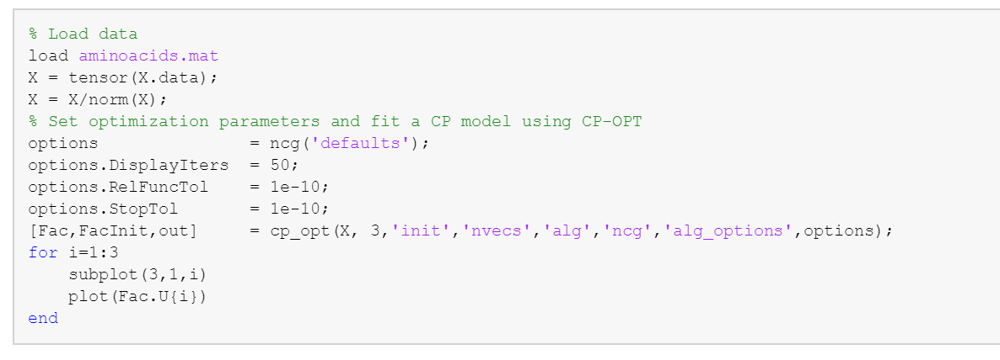 % Load data
load aminoacids.mat
X = tensor(X.data);
X = X/norm(X);
% Set optimization parameters and fit a CP model using CP-OPT
options               = ncg('defaults');
options.DisplayIters  = 50;
options.RelFuncTol    = 1e-10;
options.StopTol       = 1e-10;
[Fac,FacInit,out]     = cp_opt(X, 3,'init','nvecs','alg','ncg','alg_options',options);
for i=1:3
    subplot(3,1,i)
    plot(Fac.U{i})
end